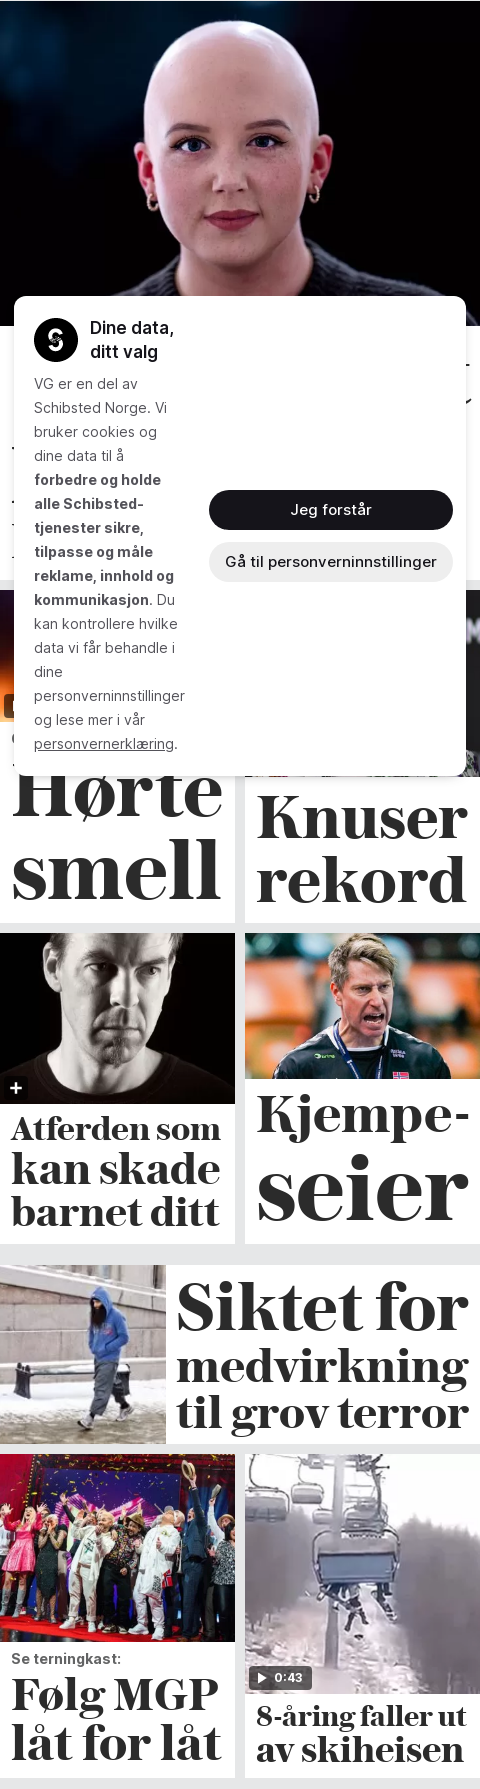 Dine data,
ditt valg
VG er en del av
Schibsted Norge. Vi
bruker cookies og
dine data til å
forbedre og holde
alle Schibsted-
tjenester sikre,
tilpasse og måle
reklame, innhold og
kommunikasjon. Du
kan kontrollere hvilke
data vi får behandle i
dine
personverninnstillinger
og lese mer i vår
personvernerklæring.
Jeg forstår
Gå til personverninnstillinger
Hørte
smell
Knuser
rekord
Atferden som
kan skade
barnet ditt
Kjempe-
seier
Siktet for
medvirkning
til grov terror
Se terningkast:
Følg MGP
låt for låt
0:43
8-åring faller ut
av skiheisen